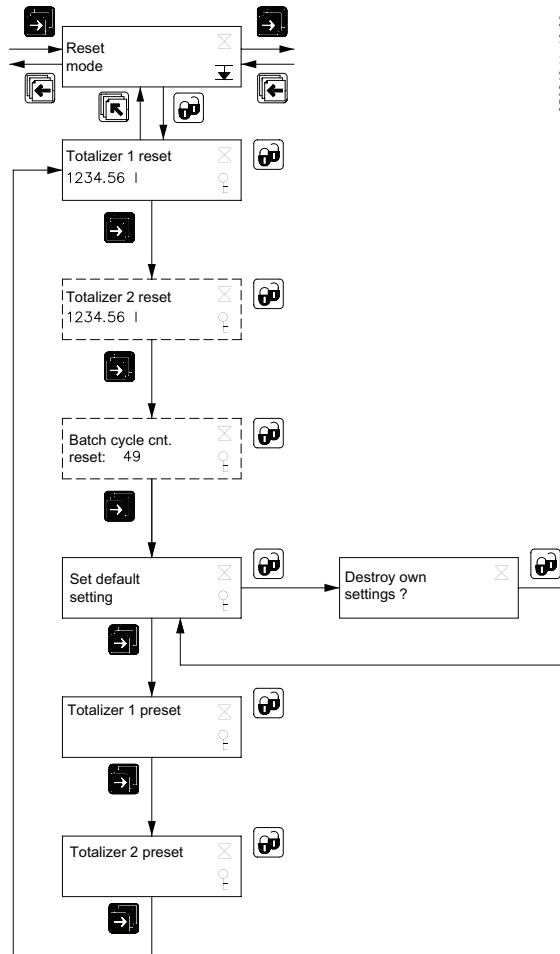 Reset
mode
Totalizer 1 reset
1234.56 l
Totalizer 2 reset
1234.56 l
Batch cycle cnt.
reset: 49
Set default
setting
Destroy own
settings ?
Totalizer 1 preset
Totalizer 2 preset